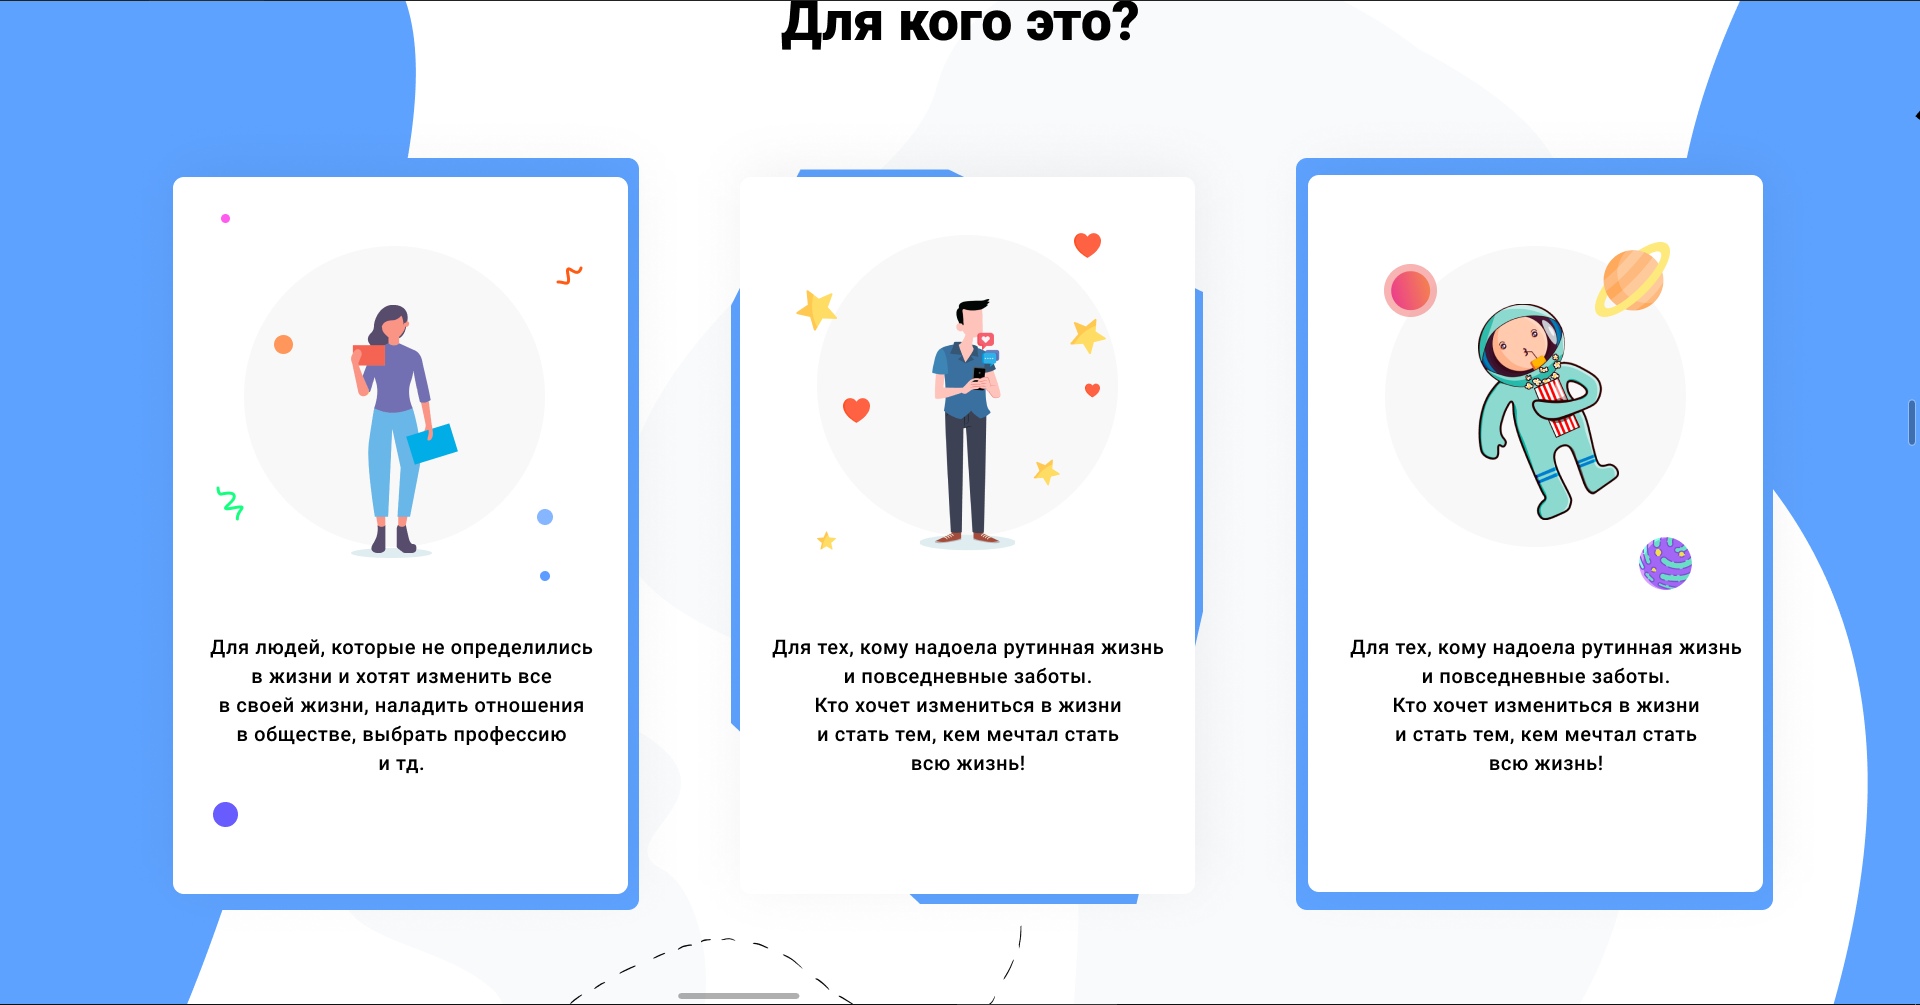 Для кого это?
Для людей, которые не определились
в жизни и хотят изменить все
в своей жизни, наладить отношения
в обществе, выбрать профессию
и тд.
Для тех, кому надоела рутинная жизнь
и повседневные заботы.
Кто хочет измениться в жизни
и стать тем, кем мечтал стать
всю жизнь!
Для тех, кому надоела рутинная жизнь
и повседневные заботы.
Кто хочет измениться в жизни
и стать тем, кем мечтал стать
всю жизнь!